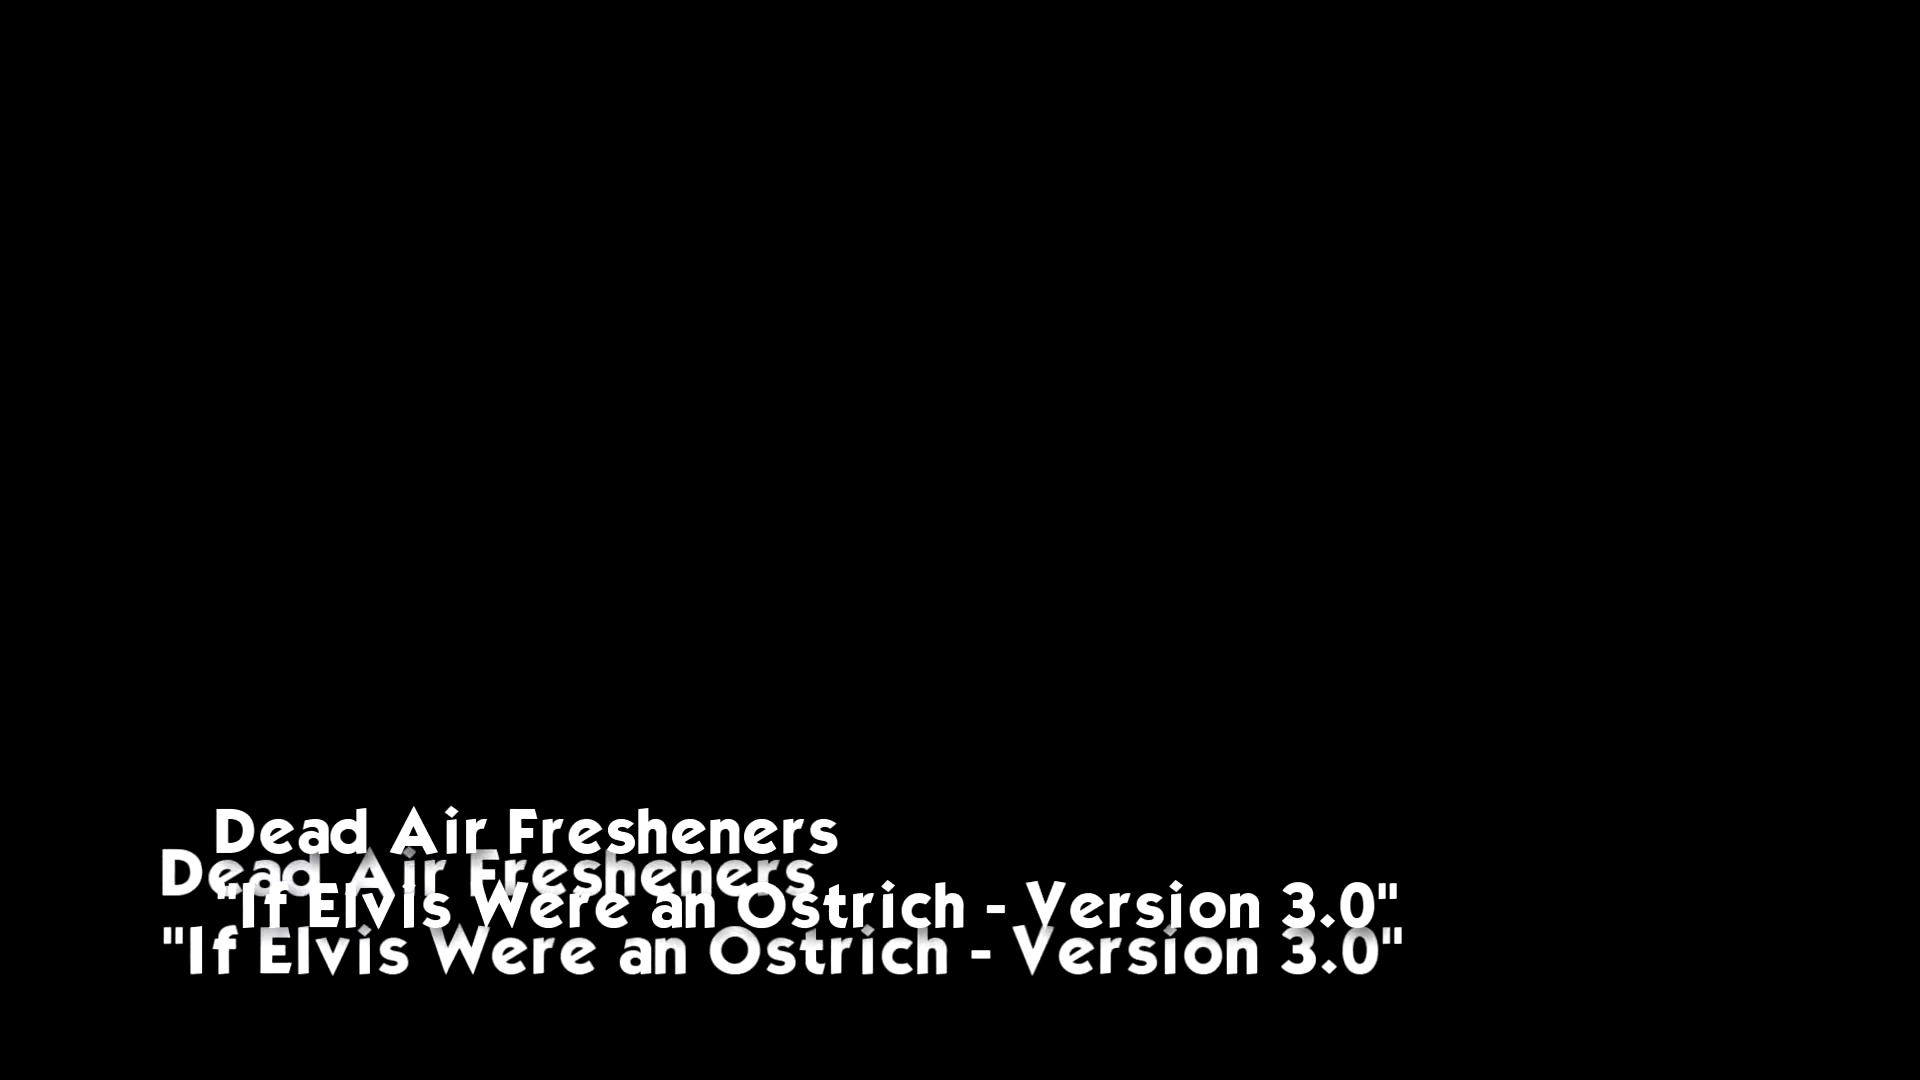 Dead Air Fresheners
Dead Air Fresheners
"If Elvis Were an Ostrich - Version 3.0"
"If Elvis Were an Ostrich - Version 3.0"